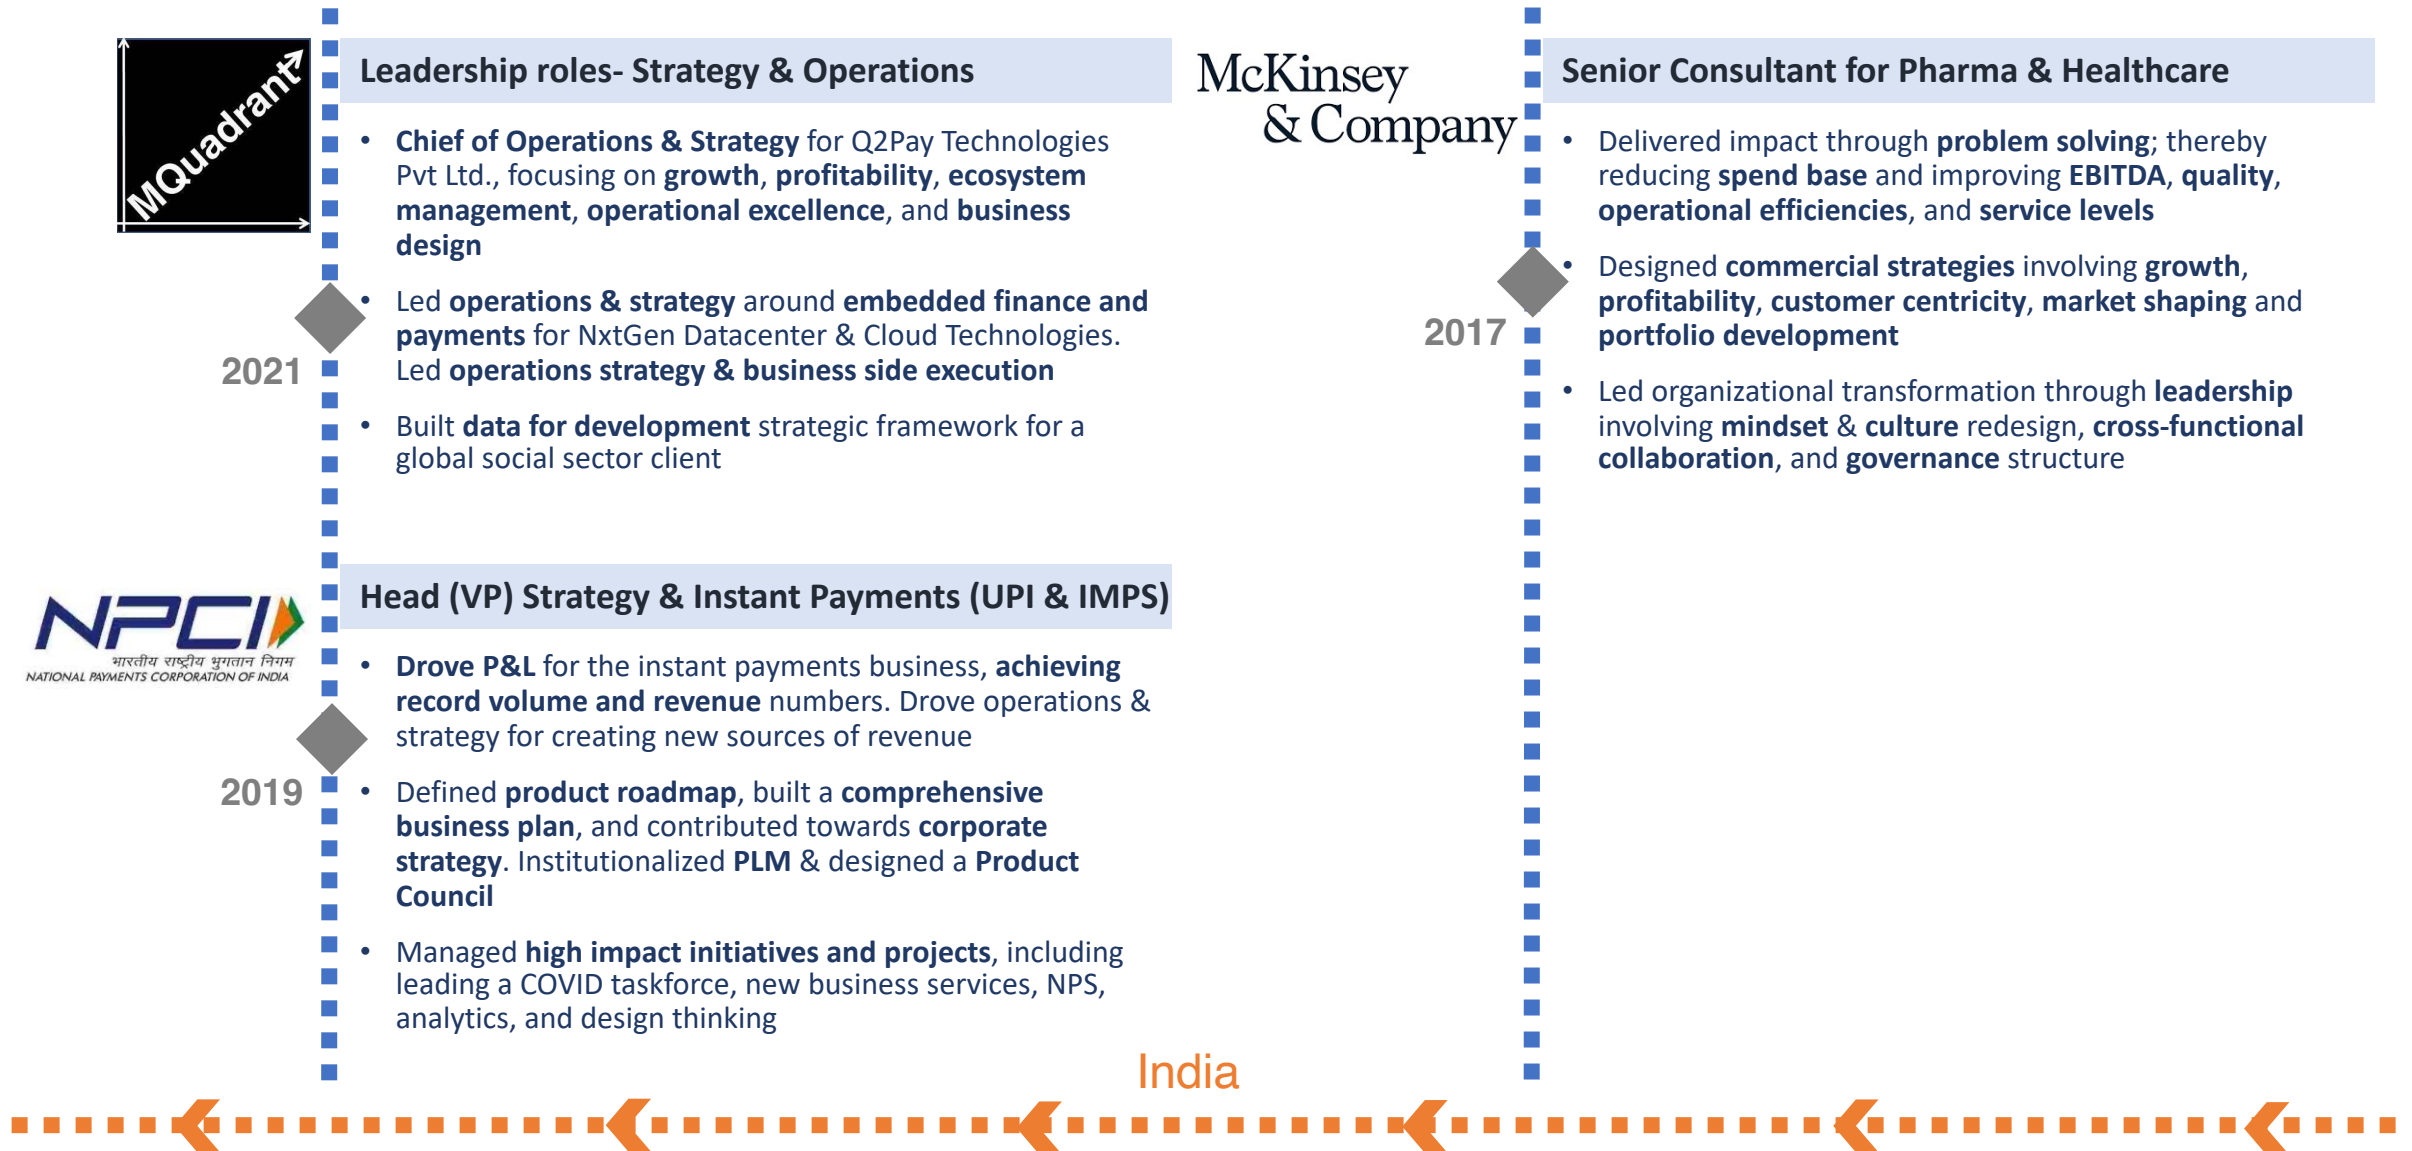 MQuadrant
Leadership roles- Strategy & Operations
• Chief of Operations & Strategy for Q2Pay Technologies
Pvt Ltd., focusing on growth, profitability, ecosystem
management, operational excellence, and business
design
• Led operations & strategy around embedded finance and
payments for NxtGen Datacenter & Cloud Technologies.
Led operations strategy & business side execution
• Built data for development strategic framework for a
global social sector client
2021
NPCI
भारतीय राष्ट्रीय भुगतान निगम
NATIONAL PAYMENTS CORPORATION OF INDIA
Head (VP) Strategy & Instant Payments (UPI & IMPS)
• Drove P&L for the instant payments business, achieving
record volume and revenue numbers. Drove operations &
strategy for creating new sources of revenue
2019
• Defined product roadmap, built a comprehensive
business plan, and contributed towards corporate
strategy. Institutionalized PLM & designed a Product
Council
• Managed high impact initiatives and projects, including
leading a COVID taskforce, new business services, NPS,
analytics, and design thinking
McKinsey
& Company
Senior Consultant for Pharma & Healthcare
• Delivered impact through problem solving; thereby
reducing spend base and improving EBITDA, quality,
operational efficiencies, and service levels
• Designed commercial strategies involving growth,
profitability, customer centricity, market shaping and
portfolio development
2017
• Led organizational transformation through leadership
involving mindset & culture redesign, cross-functional
collaboration, and governance structure
India